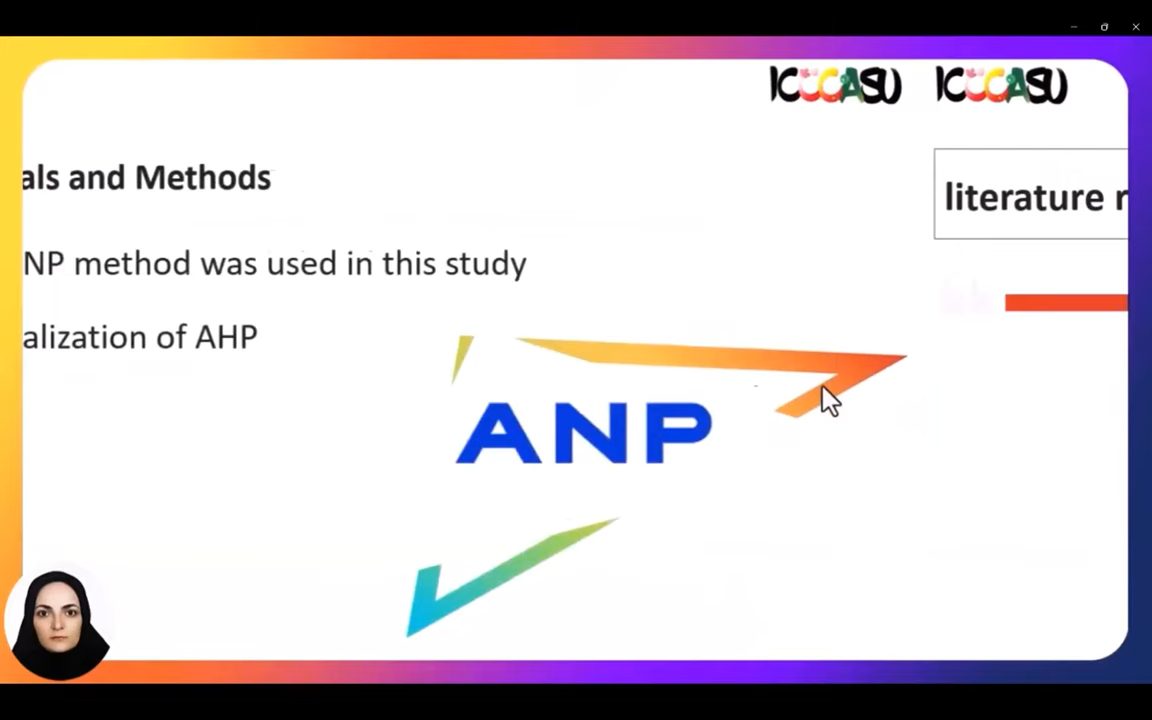 ICCCASU ICCCASU
als and Methods
literature r
NP method was used in this study
alization of AHP
ANP